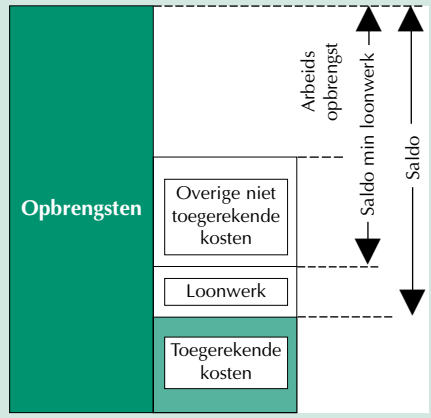 Opbrengsten
Overige niet
toegerekende
kosten
Loonwerk
Toegerekende
kosten
Arbeids
opbrengst
Saldo min loonwerk
Saldo